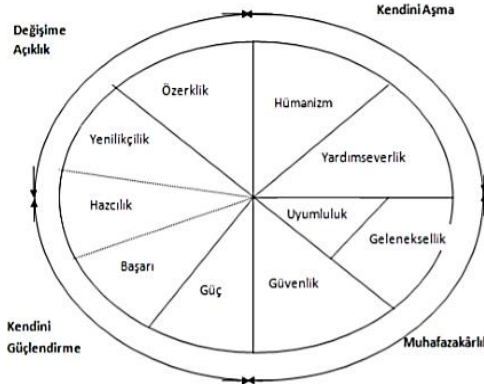 Kendini Aşma
Değişime
Açıklık
Özerklik
Hümanizm
Yenilikçilik
Yardımseverlik
Hazcılık
Uyumluluk
Geleneksellik
Başarı
Güç
Güvenlik
Kendini
Güçlendirme
Muhafazakârlık